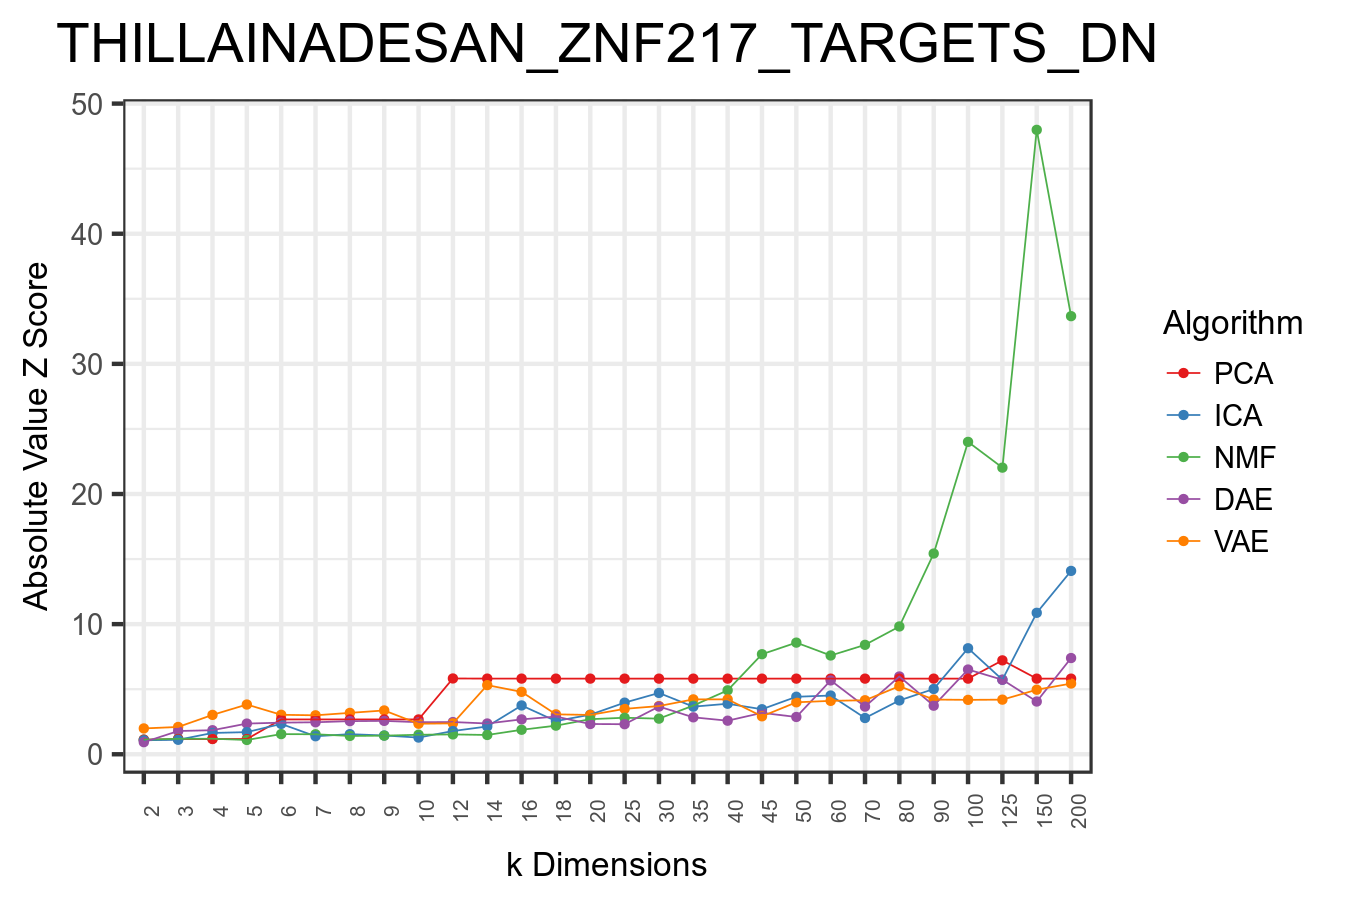 THILLAINADESAN_ZNF217_TARGETS_DN
50
40
30
20
10
0
Absolute Value Z Score
2 3 4 5 6 7 8 9 10 12 14 16 18 20 25 30 35 40 45 50 60 70 80 90 100 125 150 200
k Dimensions
Algorithm
PCA
ICA
NMF
DAE
VAE